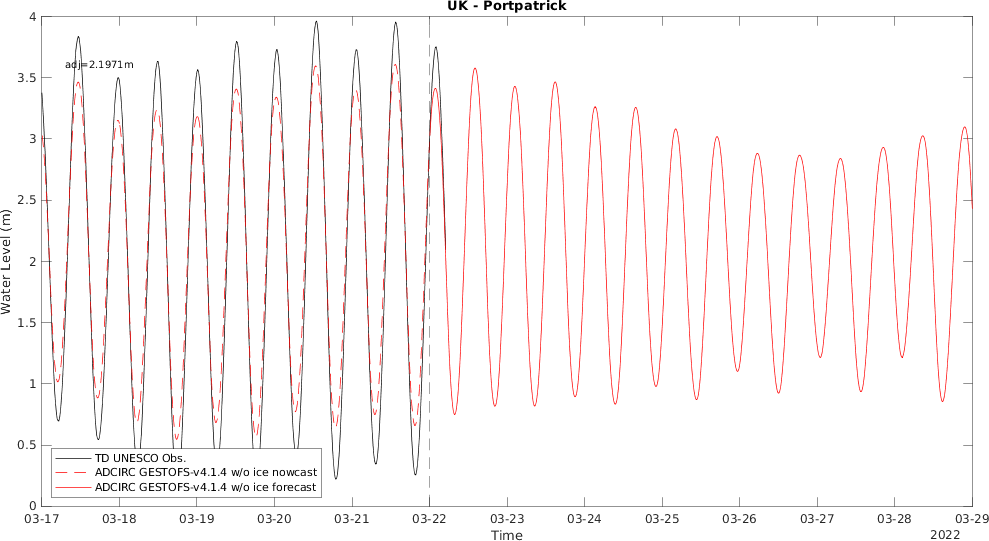 UK - Portpatrick
4
adj=2.1971m
3.5
3
2.5
2
1.5
1
0.5
0
Water Level (m)
TD UNESCO Obs.
ADCIRC GESTOFS-v4.1.4 w/o ice nowcast
ADCIRC GESTOFS-v4.1.4 w/o ice forecast
03-17 03-18 03-19 03-20 03-21 03-22 03-23 03-24 03-25 03-26 03-27 03-28 03-29
Time
2022